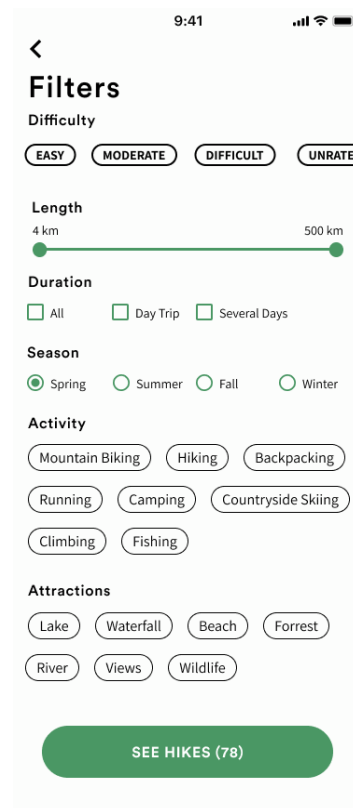 9:41
Filters
Difficulty
EASY MODERATE DIFFICULT UNRATE
Length
4 km 500 km
Duration
All Day Trip Several Days
Season
Spring Summer Fall Winter
Activity
Mountain Biking Hiking Backpacking
Running Camping Countryside Skiing
Climbing Fishing
Attractions
Lake Waterfall Beach Forrest
River Views Wildlife
SEE HIKES (78)